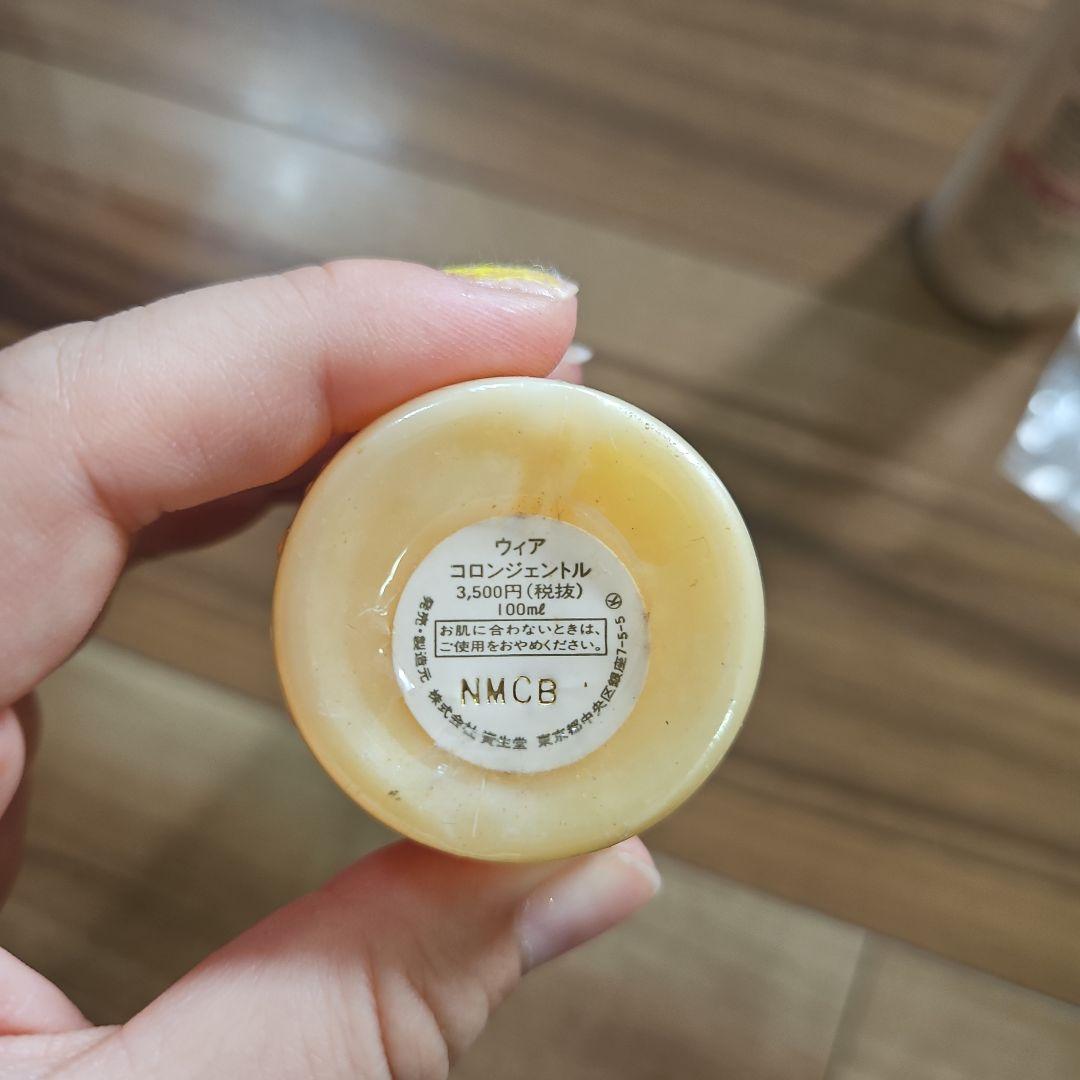 ウィア
コロンジェントル
3,500円(税抜)
100ml
お肌に合わないときは、
ご使用をおやめください。
NMCB
発売・製造元 株式会社 資生堂 東京都中央区銀座7-5-5